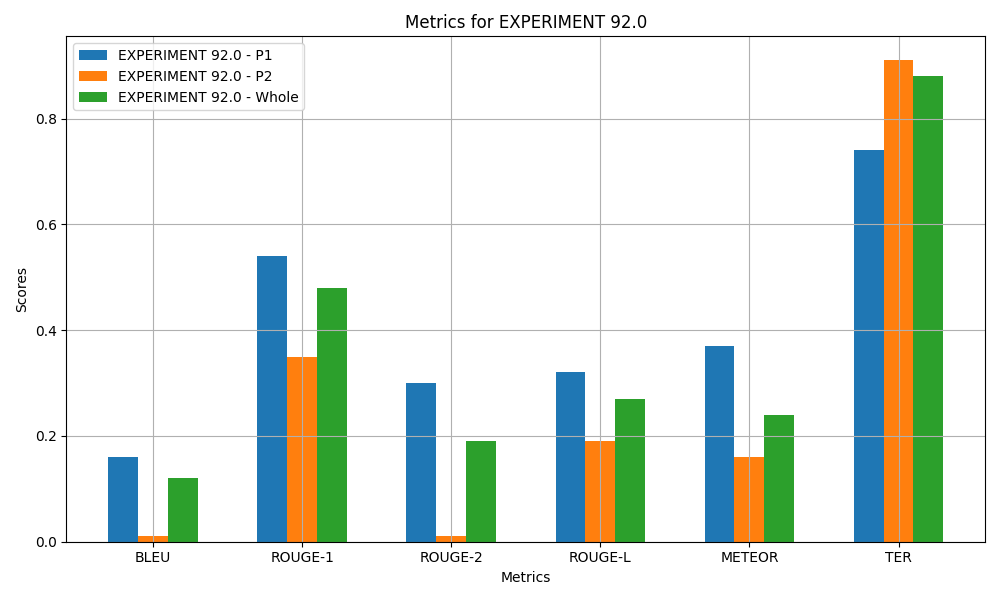 Metrics for EXPERIMENT 92.0
EXPERIMENT 92.0 - P1
EXPERIMENT 92.0 - P2
EXPERIMENT 92.0 - Whole
Scores
0.8
0.6
0.4
0.2
0.0
BLEU ROUGE-1 ROUGE-2 ROUGE-L METEOR TER
Metrics